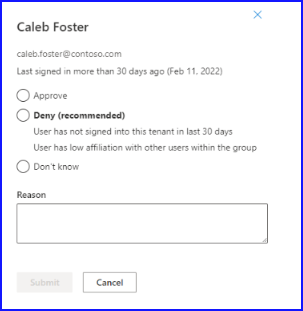 Caleb Foster
caleb.foster@contoso.com
Last signed in more than 30 days ago (Feb 11, 2022)
Approve
Deny (recommended)
User has not signed into this tenant in last 30 days
User has low affiliation with other users within the group
Don't know
Reason
Submit Cancel